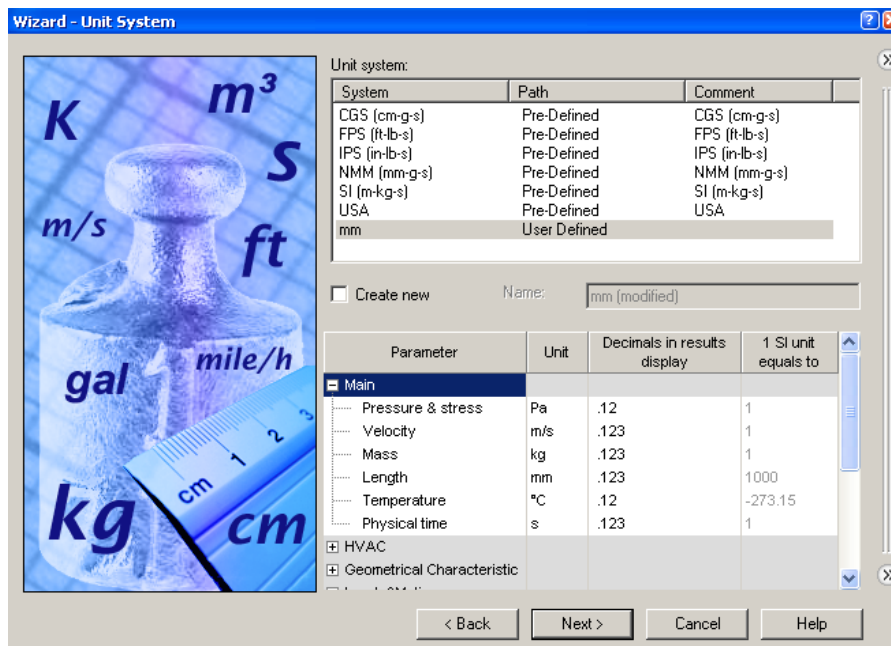 Wizard - Unit System
K
m³
s
m/s
ft
gal
mile/h
cm 1 2 3
kg
cm
Unit system:
System Path Comment
CGS (cm-g-s) Pre-Defined CGS (cm-g-s)
FPS (ft-lb-s) Pre-Defined FPS (ft-lb-s)
IPS (in-lb-s) Pre-Defined IPS (in-lb-s)
NMM (mm-g-s) Pre-Defined NMM (mm-g-s)
SI (m-kg-s) Pre-Defined SI (m-kg-s)
USA Pre-Defined USA
mm User Defined
Create new Name: mm (modified)
Parameter Unit Decimals in results display 1 SI unit equals to
Main
Pressure & stress Pa .12 1
Velocity m/s .123 1
Mass kg .123 1
Length mm .123 1000
Temperature °C .12 -273.15
Physical time s .123 1
HVAC
Geometrical Characteristic
< Back Next > Cancel Help